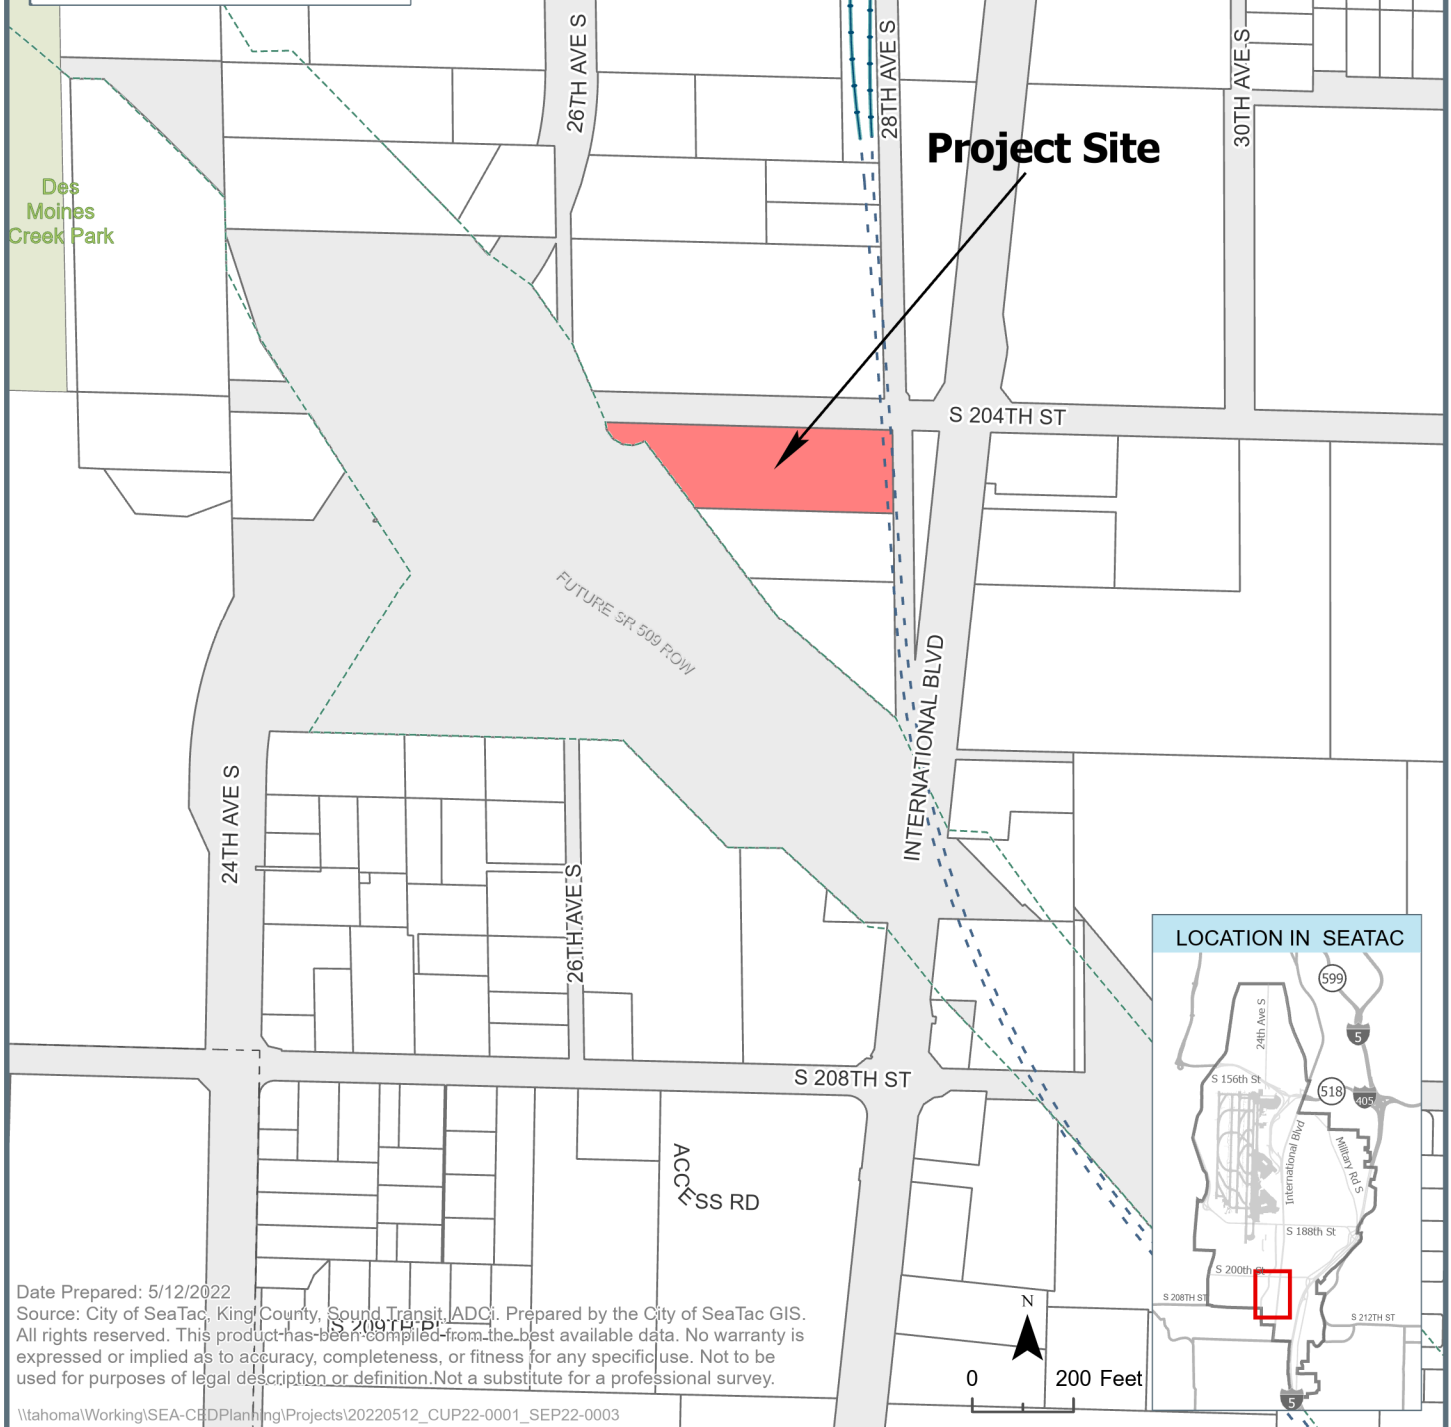 26TH AVE S
28TH AVE S
30TH AVE S
Project Site
Des
Moines
Creek Park
S 204TH ST
FUTURE SR 509 ROW
INTERNATIONAL BLVD
24TH AVE S
26TH AVE S
S 208TH ST
ACCESS RD
S 209TH PL
LOCATION IN SEATAC
599
5
24th Ave S
S 156th St
518
405
International Blvd
Military Rd S
S 188th St
S 200th St
S 208TH ST
S 212TH ST
5
N
0 200 Feet
Date Prepared: 5/12/2022
Source: City of SeaTac, King County, Sound Transit, ADCi. Prepared by the City of SeaTac GIS.
All rights reserved. This product has been compiled from the best available data. No warranty is
expressed or implied as to accuracy, completeness, or fitness for any specific use. Not to be
used for purposes of legal description or definition.Not a substitute for a professional survey.
\\tahoma\Working\SEA-CEDPlanning\Projects\20220512_CUP22-0001_SEP22-0003